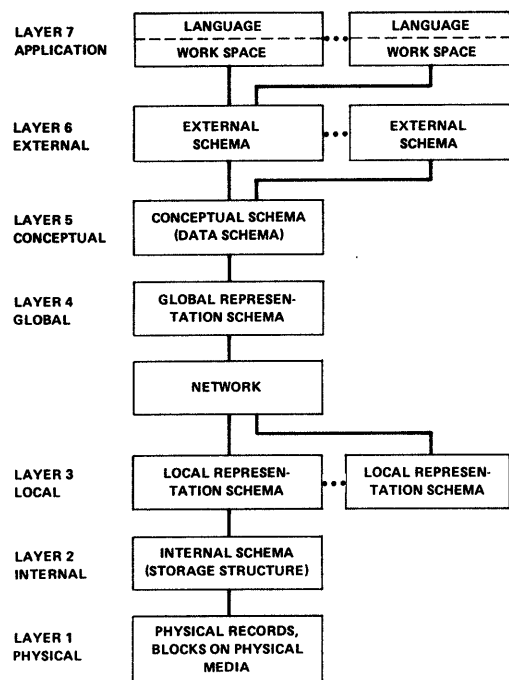 LAYER 7
APPLICATION
LANGUAGE
WORK SPACE
LANGUAGE
WORK SPACE
LAYER 6
EXTERNAL
EXTERNAL
SCHEMA
EXTERNAL
SCHEMA
LAYER 5
CONCEPTUAL
CONCEPTUAL SCHEMA
(DATA SCHEMA)
LAYER 4
GLOBAL
GLOBAL REPRESEN-
TATION SCHEMA
NETWORK
LAYER 3
LOCAL
LOCAL REPRESEN-
TATION SCHEMA
LOCAL REPRESEN-
TATION SCHEMA
LAYER 2
INTERNAL
INTERNAL SCHEMA
(STORAGE STRUCTURE)
LAYER 1
PHYSICAL
PHYSICAL RECORDS,
BLOCKS ON PHYSICAL
MEDIA